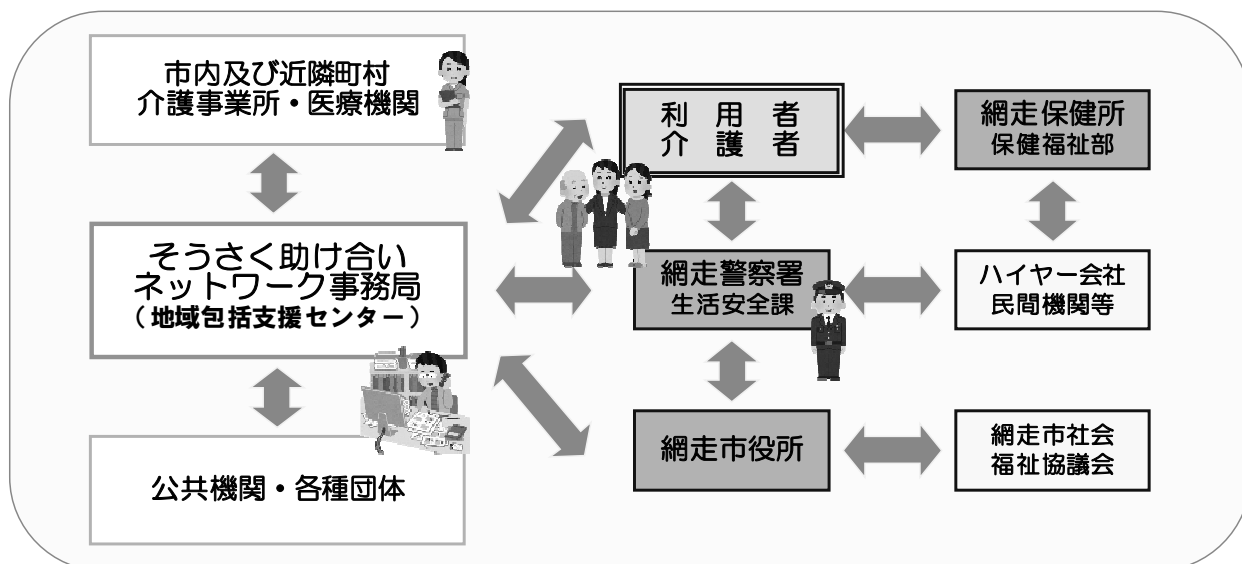 市内及び近隣町村
介護事業所・医療機関
そうさく助け合い
ネットワーク事務局
(地域包括支援センター)
公共機関・各種団体
利用者
介護者
網走警察署
生活安全課
網走市役所
網走保健所
保健福祉部
ハイヤー会社
民間機関等
網走市社会
福祉協議会